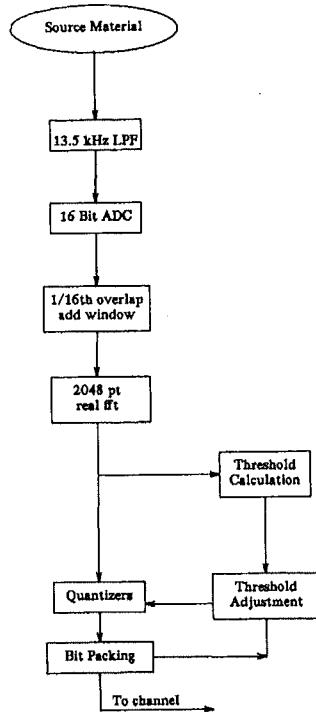 Source Material
13.5 kHz LPF
16 Bit ADC
1/16th overlap
add window
2048 pt
real fft
Threshold
Calculation
Quantizers
Threshold
Adjustment
Bit Packing
To channel